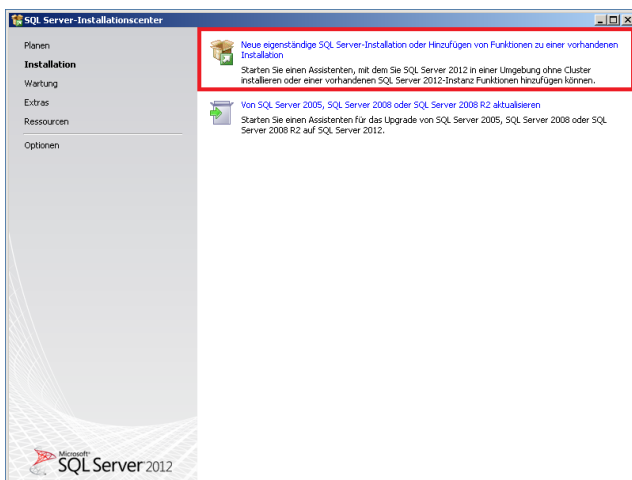 SQL Server-Installationscenter
Planen
Installation
Wartung
Extras
Ressourcen
Optionen
Neue eigenständige SQL Server-Installation oder Hinzufügen von Funktionen zu einer vorhandenen
Installation
Starten Sie einen Assistenten, mit dem Sie SQL Server 2012 in einer Umgebung ohne Cluster
installieren oder einer vorhandenen SQL Server 2012-Instanz Funktionen hinzufügen können.
Von SQL Server 2005, SQL Server 2008 oder SQL Server 2008 R2 aktualisieren
Starten Sie einen Assistenten für das Upgrade von SQL Server 2005, SQL Server 2008 oder SQL
Server 2008 R2 auf SQL Server 2012.
Microsoft
SQL Server 2012